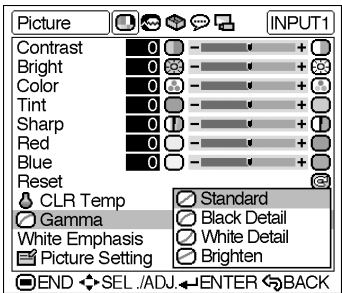 Picture INPUT1
Contrast 0 - +
Bright 0 - +
Color 0 - +
Tint 0 - +
Sharp 0 - +
Red 0 - +
Blue 0 - +
Reset
CLR Temp
Gamma
White Emphasis
Picture Setting
Standard
Black Detail
White Detail
Brighten
END SEL./ADJ. ENTER BACK